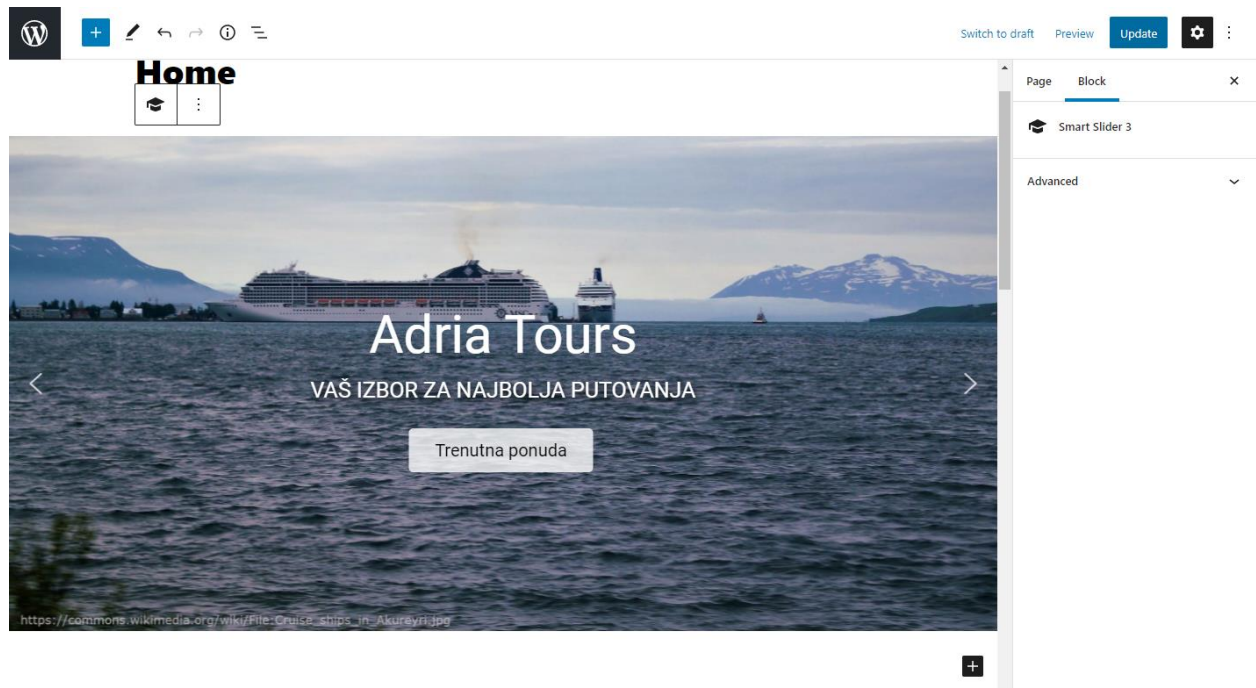 Switch to draft Preview Update
Home
Page Block
Smart Slider 3
Advanced
MSC
Adria Tours
VAŠ IZBOR ZA NAJBOLJA PUTOVANJA
Trenutna ponuda
https://commons.wikimedia.org/wiki/File:Cruise_ships_in_Akureyri.jpg